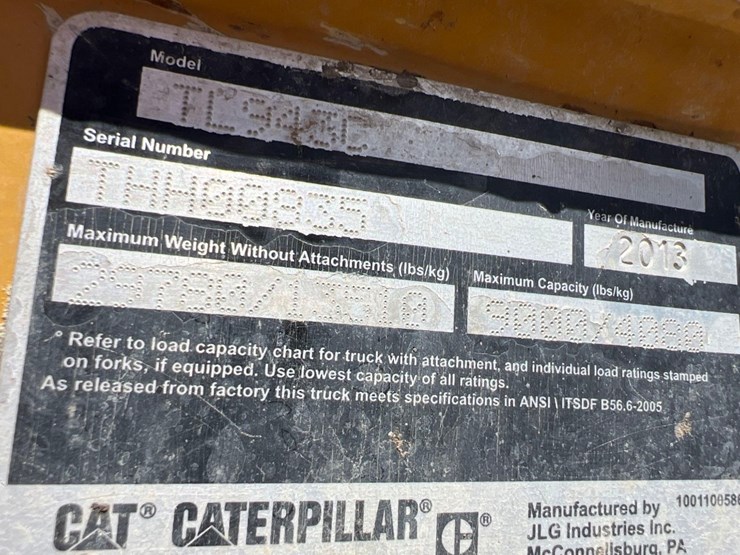 Model
Serial Number
THH00835
Year Of Manufacture
2013
Maximum Weight Without Attachments (lbs/kg)
Maximum Capacity (lbs/kg)
° Refer to load capacity chart for truck with attachment, and individual load ratings stamped
on forks, if equipped. Use lowest capacity of all ratings.
As released from factory this truck meets specifications in ANSI \ ITSDF B56.6-2005
CAT® CATERPILLAR® ®
Manufactured by
JLG Industries Inc.
McConnellsburg, PA